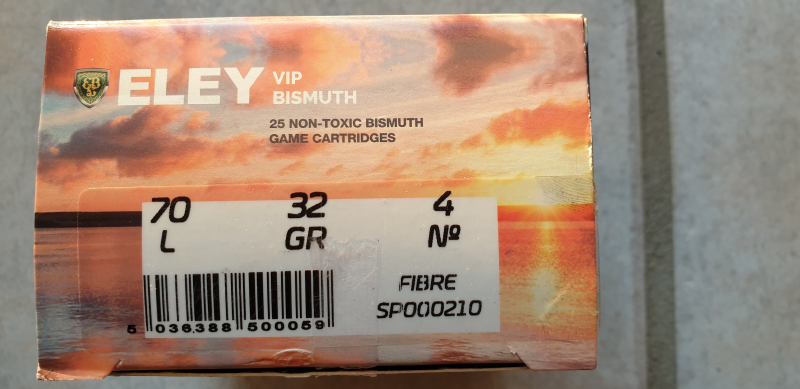 ELEY
VIP
BISMUTH
25 NON-TOXIC BISMUTH
GAME CARTRIDGES
70 32 4
L GR Nº
FIBRE
SP000210
5 036388 500059